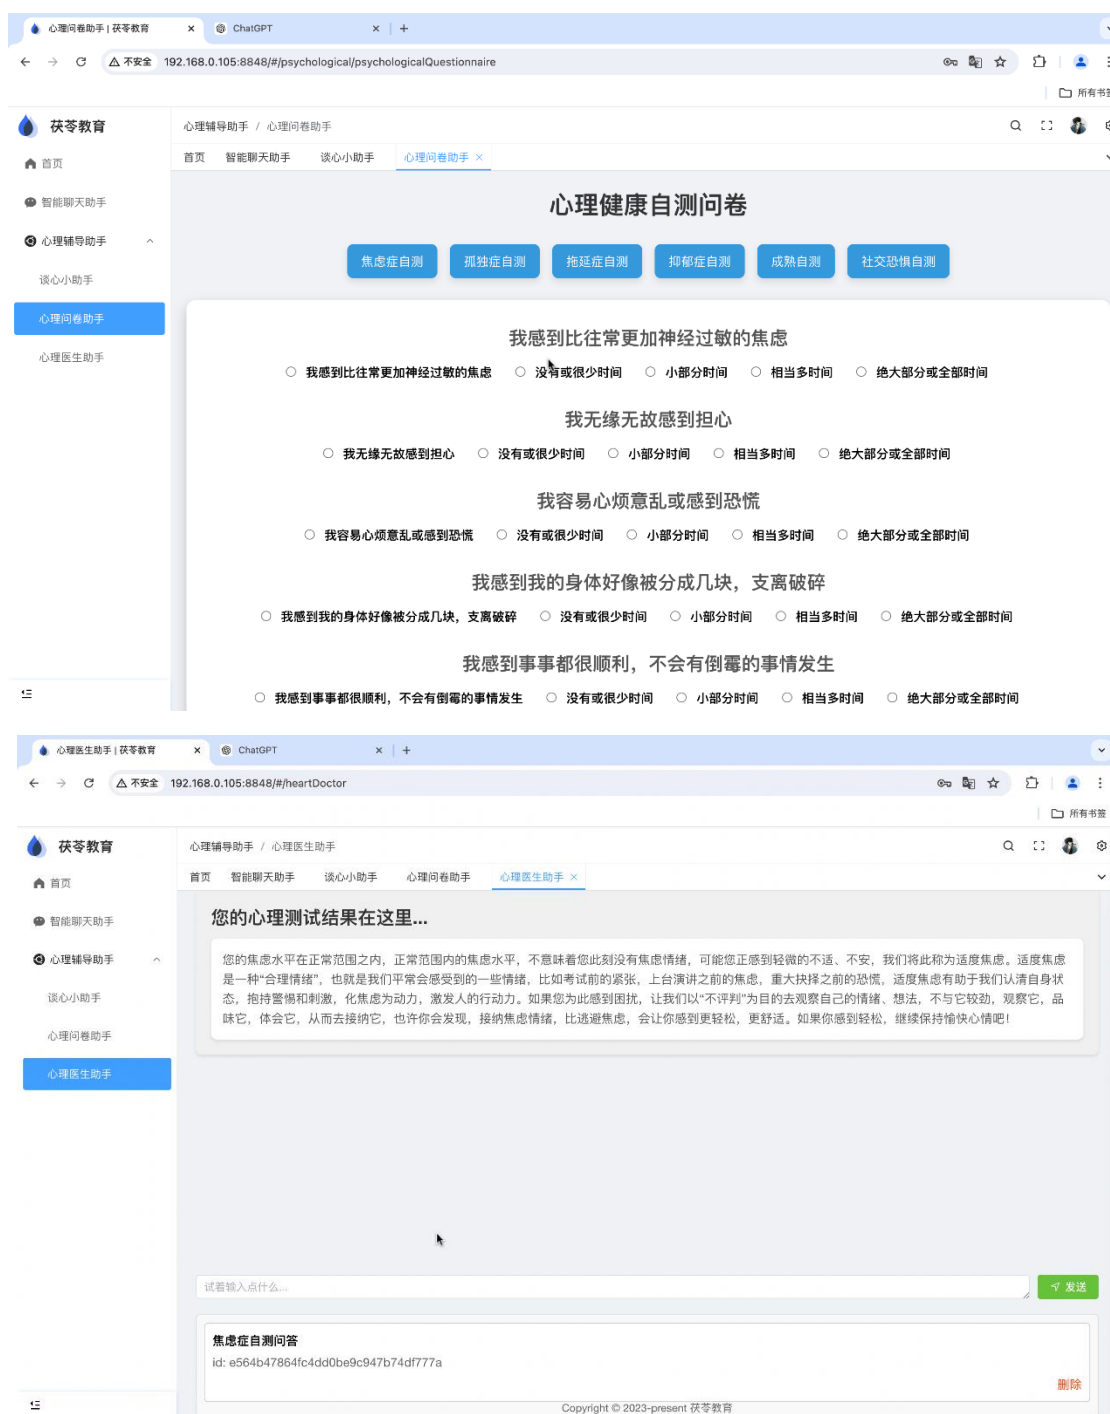 心理问卷助手 | 茯苓教育
ChatGPT
不安全 192.168.0.105:8848/#/psychological/psychologicalQuestionnaire
所有书签
茯苓教育
心理辅导助手 / 心理问卷助手
首页 智能聊天助手 谈心小助手 心理问卷助手
首页
智能聊天助手
心理辅导助手
谈心小助手
心理问卷助手
心理医生助手
心理健康自测问卷
焦虑症自测 孤独症自测 拖延症自测 抑郁症自测 成熟自测 社交恐惧自测
我感到比往常更加神经过敏的焦虑
我感到比往常更加神经过敏的焦虑 没有或很少时间 小部分时间 相当多时间 绝大部分或全部时间
我无缘无故感到担心
我无缘无故感到担心 没有或很少时间 小部分时间 相当多时间 绝大部分或全部时间
我容易心烦意乱或感到恐慌
我容易心烦意乱或感到恐慌 没有或很少时间 小部分时间 相当多时间 绝大部分或全部时间
我感到我的身体好像被分成几块，支离破碎
我感到我的身体好像被分成几块，支离破碎 没有或很少时间 小部分时间 相当多时间 绝大部分或全部时间
我感到事事都很顺利，不会有倒霉的事情发生
我感到事事都很顺利，不会有倒霉的事情发生 没有或很少时间 小部分时间 相当多时间 绝大部分或全部时间
心理医生助手 | 茯苓教育
ChatGPT
不安全 192.168.0.105:8848/#/heartDoctor
所有书签
茯苓教育
心理辅导助手 / 心理医生助手
首页 智能聊天助手 谈心小助手 心理问卷助手 心理医生助手
首页
智能聊天助手
心理辅导助手
谈心小助手
心理问卷助手
心理医生助手
您的心理测试结果在这里...
您的焦虑水平在正常范围之内，正常范围内的焦虑水平，不意味着您此刻没有焦虑情绪，可能您正感到轻微的不适、不安，我们将此称为适度焦虑。适度焦虑
是一种“合理情绪”，也就是我们平常会感受到的一些情绪，比如考试前的紧张，上台演讲之前的焦虑，重大抉择之前的恐慌，适度焦虑有助于我们认清自身状
态，抱持警惕和刺激，化焦虑为动力，激发人的行动力。如果您为此感到困扰，让我们以“不评判”为目的去观察自己的情绪、想法，不与它较劲，观察它，品
味它，体会它，从而去接纳它，也许你会发现，接纳焦虑情绪，比逃避焦虑，会让你感到更轻松，更舒适。如果你感到轻松，继续保持愉快心情吧！
试着输入点什么...
发送
焦虑症自测问答
id: e564b47864fc4dd0be9c947b74df777a
删除
Copyright © 2023-present 茯苓教育